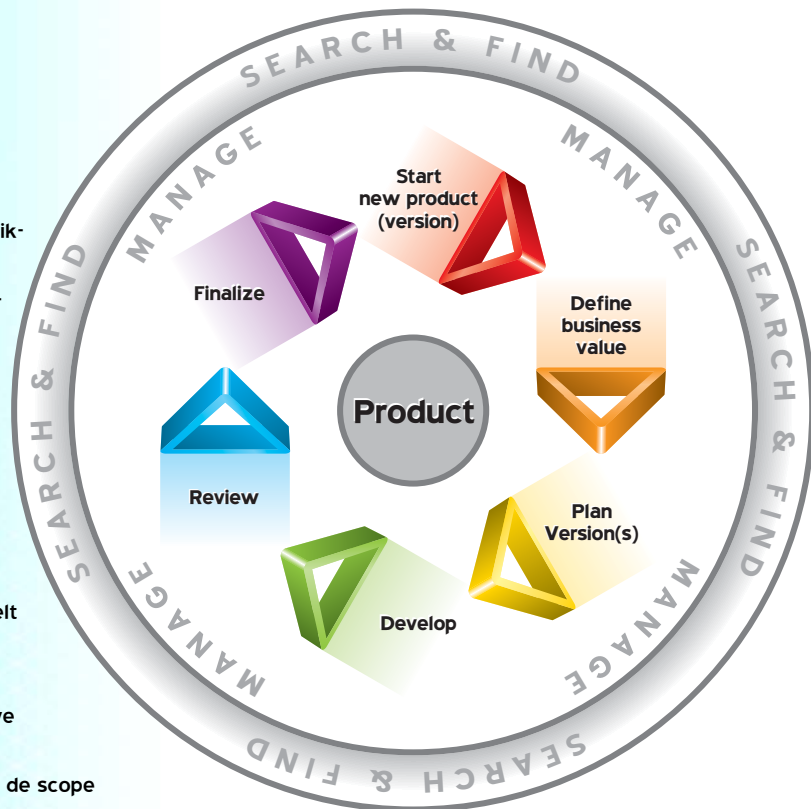 SEARCH & FIND
MANAGE
MANAGE
Start
new product
(version)
ik-
Finalize
SEARCH & FIND
SEARCH & FIND
Define
business
value
Product
Review
Plan
Version(s)
Develop
elt
MANAGE
MANAGE
SEARCH & FIND
de scope